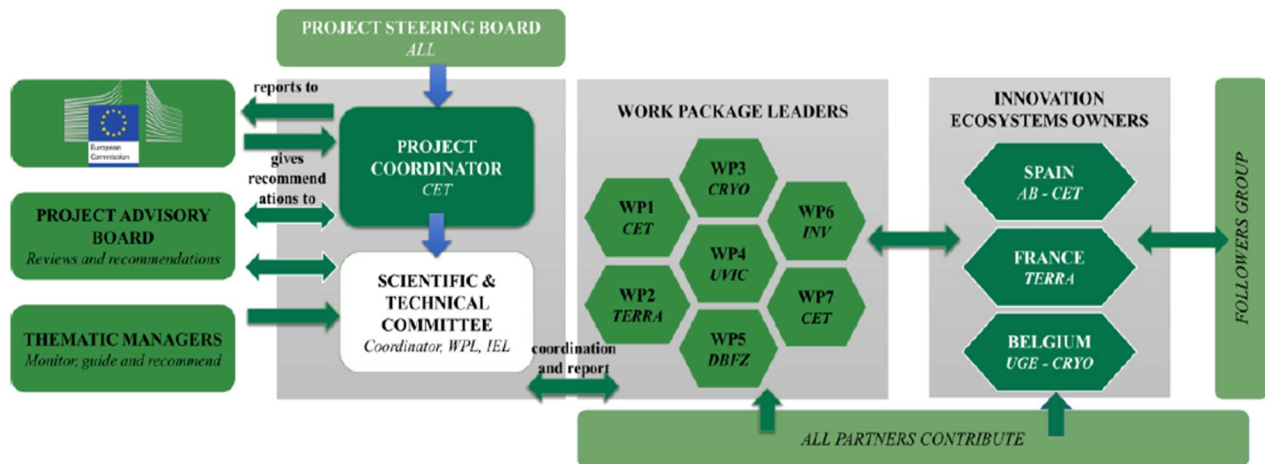 PROJECT STEERING BOARD
ALL
reports to
European
Commission
gives
recommend
ations to
PROJECT
COORDINATOR
CET
PROJECT ADVISORY
BOARD
Reviews and recommendations
SCIENTIFIC &
TECHNICAL
COMMITTEE
Coordinator, WPL, IEL
THEMATIC MANAGERS
Monitor, guide and recommend
coordination
and report
WORK PACKAGE LEADERS
WP3
CRYO
WP1
CET
WP6
INV
WP4
UVIC
WP2
TERRA
WP7
CET
WP5
DBFZ
INNOVATION
ECOSYSTEMS OWNERS
SPAIN
AB - CET
FRANCE
TERRA
BELGIUM
UGE - CRYO
FOLLOWERS GROUP
ALL PARTNERS CONTRIBUTE